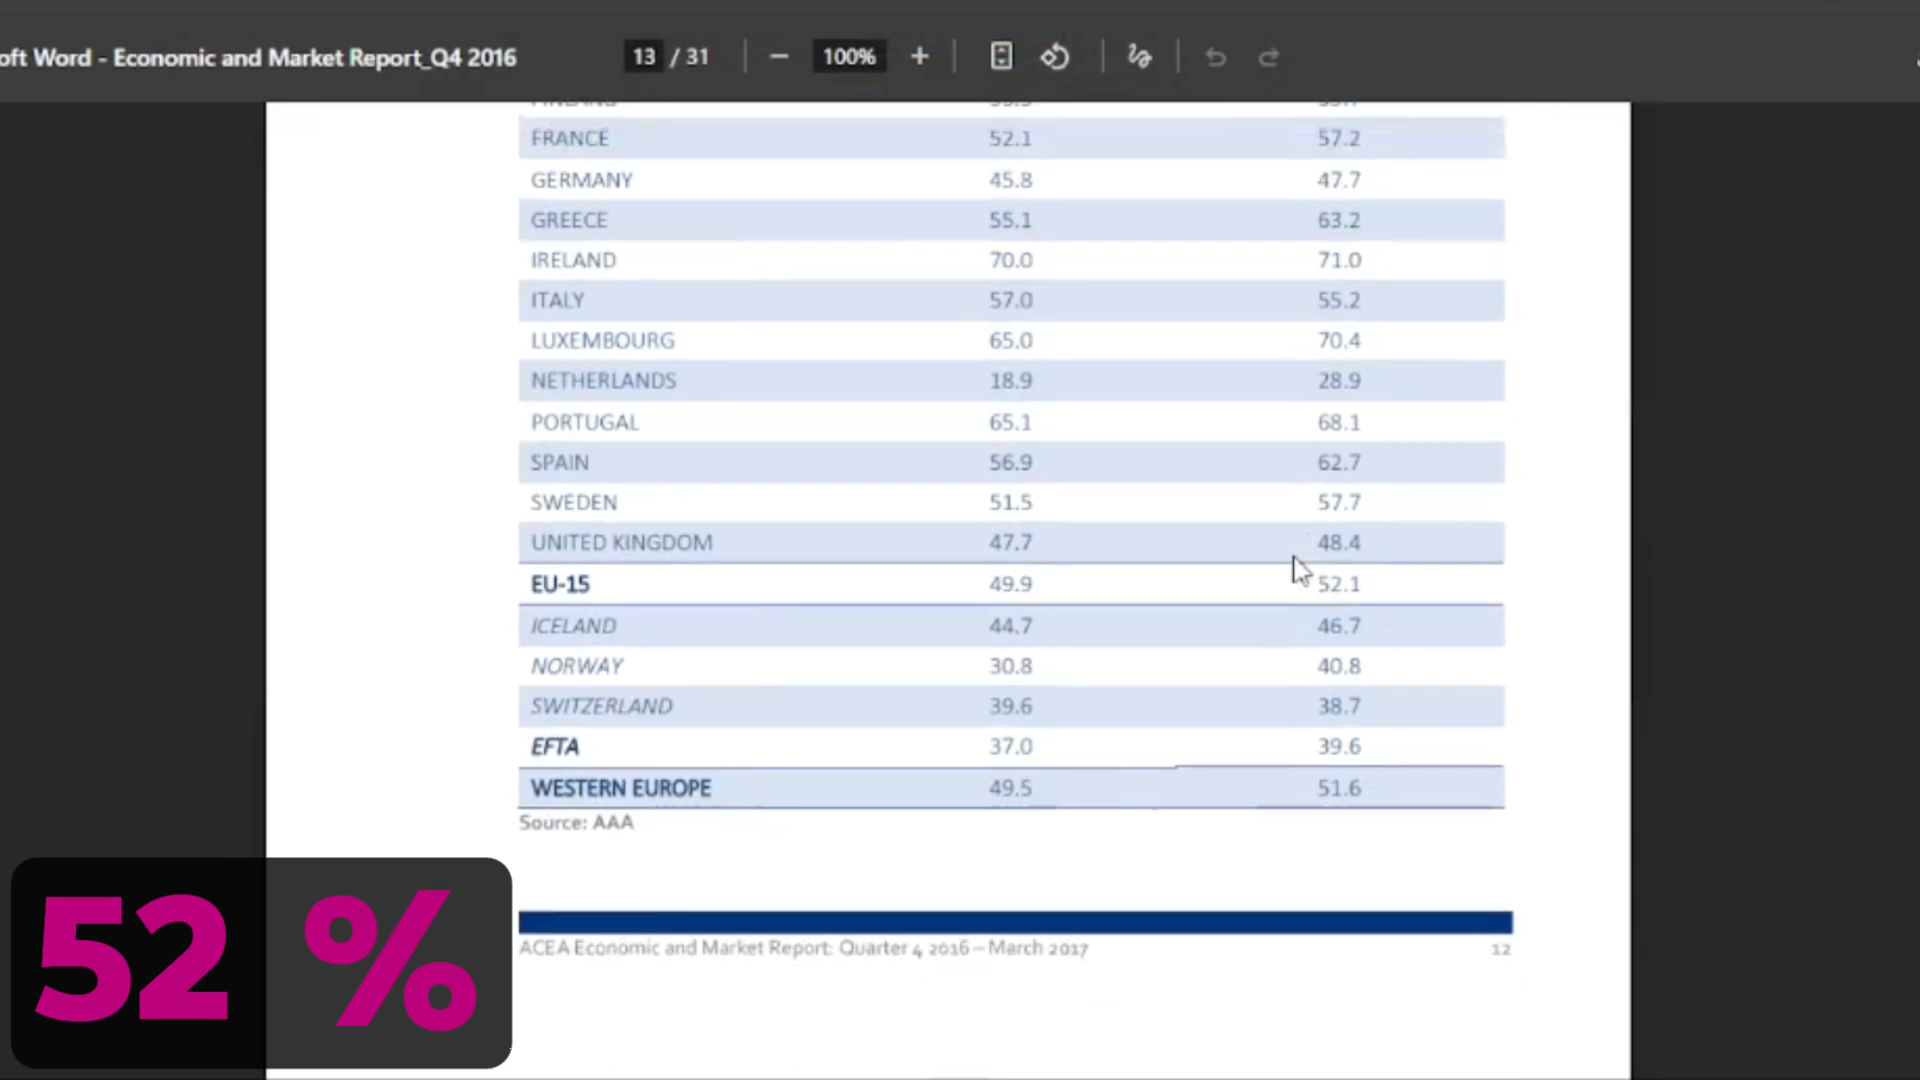 oft Word - Economic and Market Report_Q4 2016 13 / 31 100%
FRANCE 52.1 57.2
GERMANY 45.8 47.7
GREECE 55.1 63.2
IRELAND 70.0 71.0
ITALY 57.0 55.2
LUXEMBOURG 65.0 70.4
NETHERLANDS 18.9 28.9
PORTUGAL 65.1 68.1
SPAIN 56.9 62.7
SWEDEN 51.5 57.7
UNITED KINGDOM 47.7 48.4
EU-15 49.9 52.1
ICELAND 44.7 46.7
NORWAY 30.8 40.8
SWITZERLAND 39.6 38.7
EFTA 37.0 39.6
WESTERN EUROPE 49.5 51.6
Source: AAA
52 %
ACEA Economic and Market Report: Quarter 4 2016 – March 2017 12